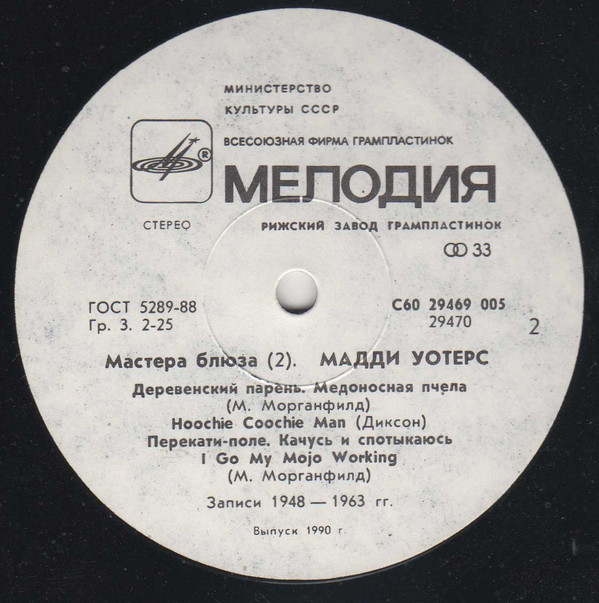 МИНИСТЕРСТВО
КУЛЬТУРЫ СССР
ВСЕСОЮЗНАЯ ФИРМА ГРАМПЛАСТИНОК
®
МЕЛОДИЯ
СТЕРЕО
РИЖСКИЙ ЗАВОД ГРАМПЛАСТИНОК
33
ГОСТ 5289-88
С60 29469 005
Гр. 3. 2-25
29470
2
Мастера блюза (2). МАДДИ УОТЕРС
Деревенский парень. Медоносная пчела
(М. Морганфилд)
Hoochie Coochie Man (Диксон)
Перекати-поле. Качусь и спотыкаюсь
I Go My Mojo Working
(М. Морганфилд)
Записи 1948 — 1963 гг.
Выпуск 1990 г.